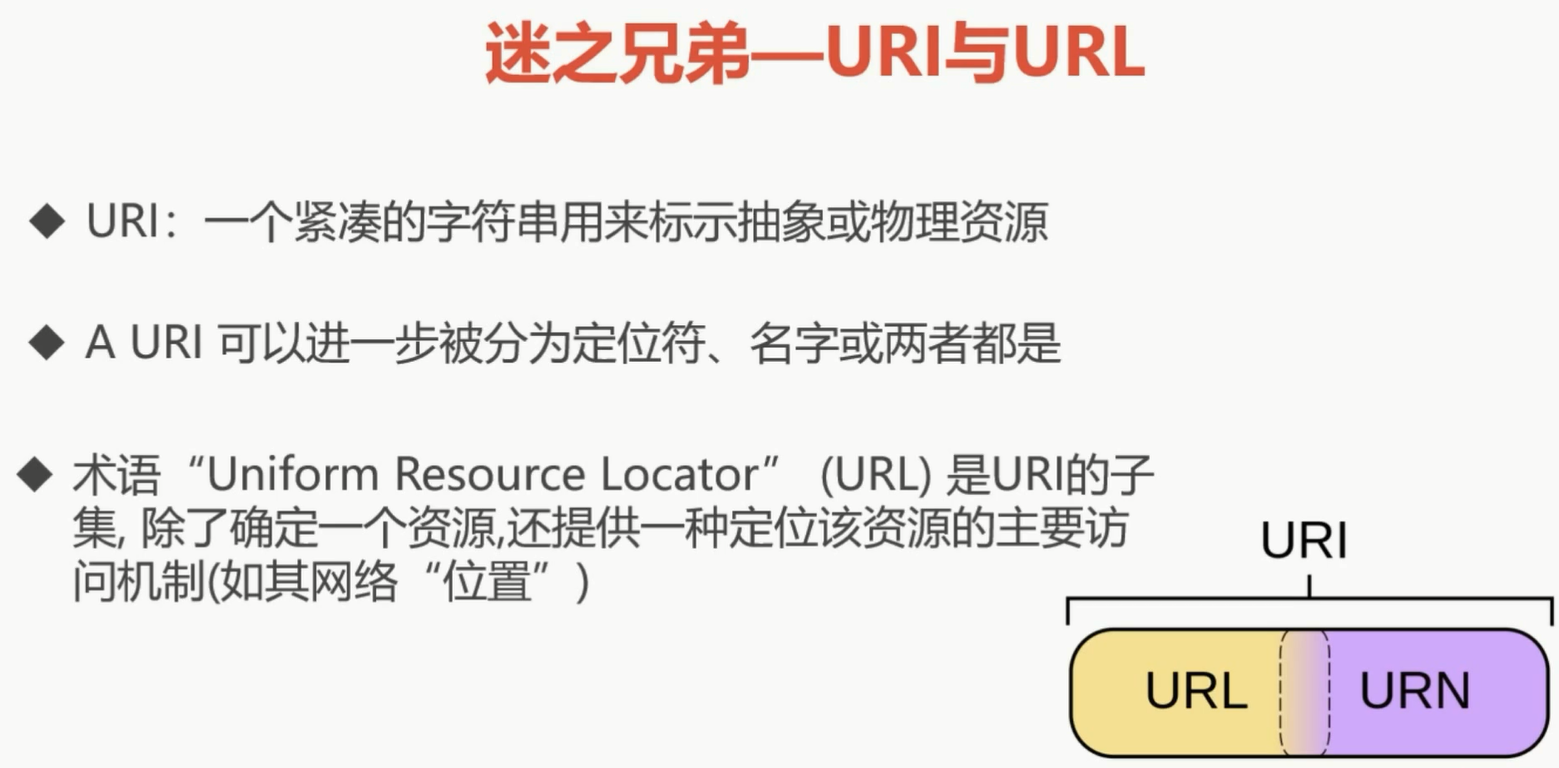 迷之兄弟—URI与URL
◆ URI：一个紧凑的字符串用来标示抽象或物理资源
◆ A URI 可以进一步被分为定位符、名字或两者都是
◆ 术语“Uniform Resource Locator” (URL) 是URI的子
集, 除了确定一个资源,还提供一种定位该资源的主要访
问机制(如其网络“位置”)
URI
URL URN